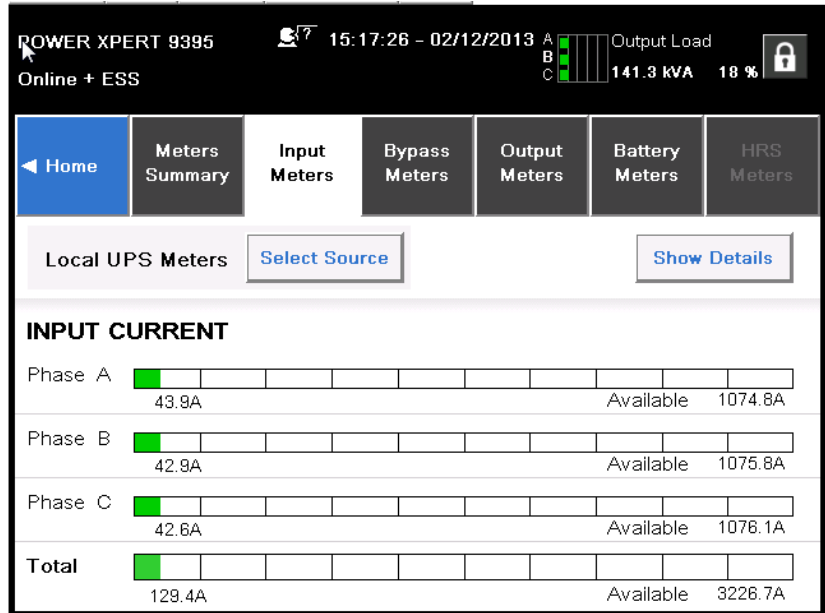 POWER XPERT 9395
? 15:17:26 - 02/12/2013
A
B
C
Output Load
141.3 kVA 18 %
Online + ESS
Home
Meters Summary
Input Meters
Bypass Meters
Output Meters
Battery Meters
HRS Meters
Local UPS Meters
Select Source
Show Details
INPUT CURRENT
Phase A
43.9A Available 1074.8A
Phase B
42.9A Available 1075.8A
Phase C
42.6A Available 1076.1A
Total
129.4A Available 3226.7A